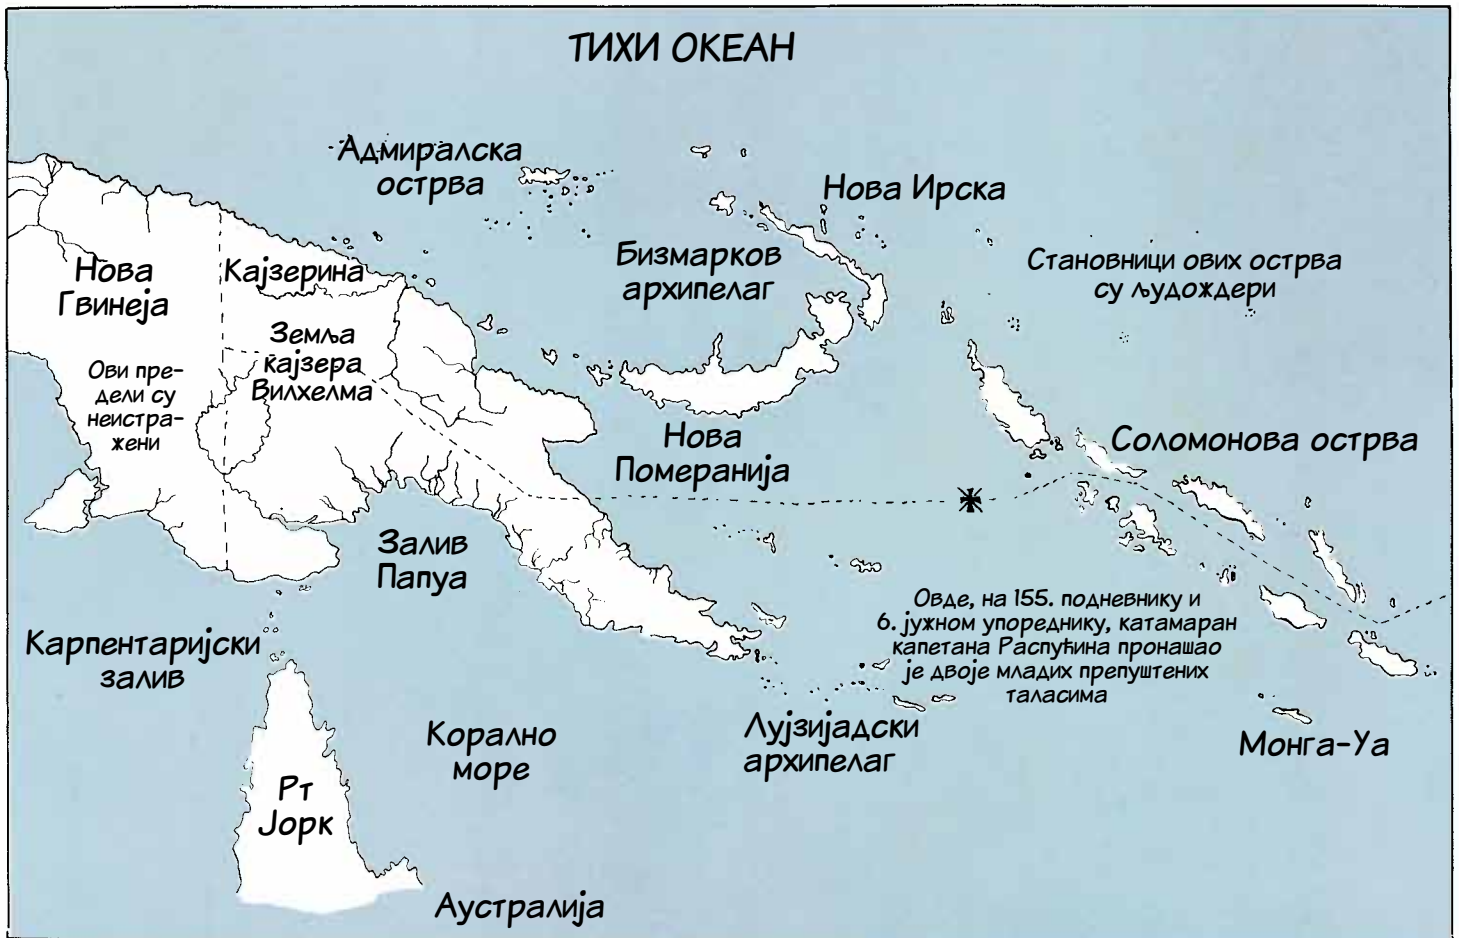 ТИХИ ОКЕАН
Адмиралска
острва
Нова Ирска
Бизмарков
архипелаг
Становници ових острва
су људождери
Нова
Гвинеја
Кајзерина
Земља
кајзера
Вилхелма
Ови пре-
дели су
неистра-
жени
Нова
Померанија
Соломонова острва
Залив
Папуа
Овде, на 155. подневнику и
6. јужном упореднику, катамаран
капетана Распућина пронашао
је двоје младих препуштених
таласима
Карпентаријски
залив
Корално
море
Лујзијадски
архипелаг
Монга-Уа
Рт
Јорк
Аустралија